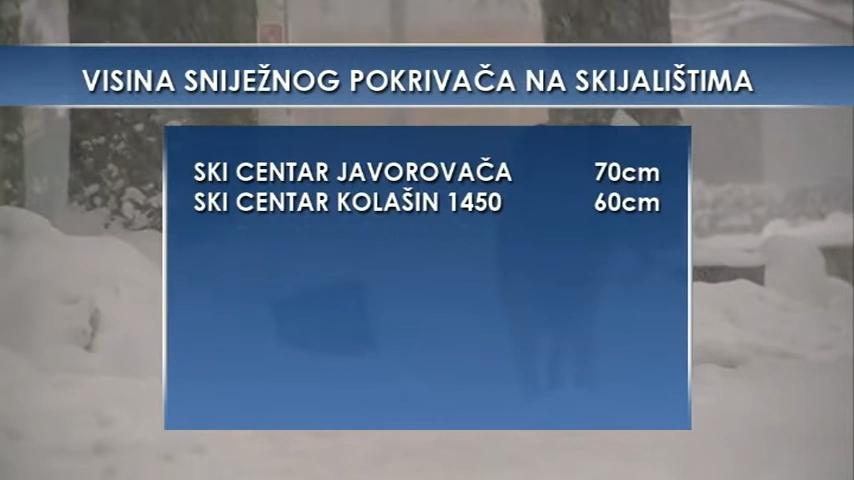 VISINA SNIJEŽNOG POKRIVAČA NA SKIJALIŠTIMA
SKI CENTAR JAVOROVAČA 70cm
SKI CENTAR KOLAŠIN 1450 60cm